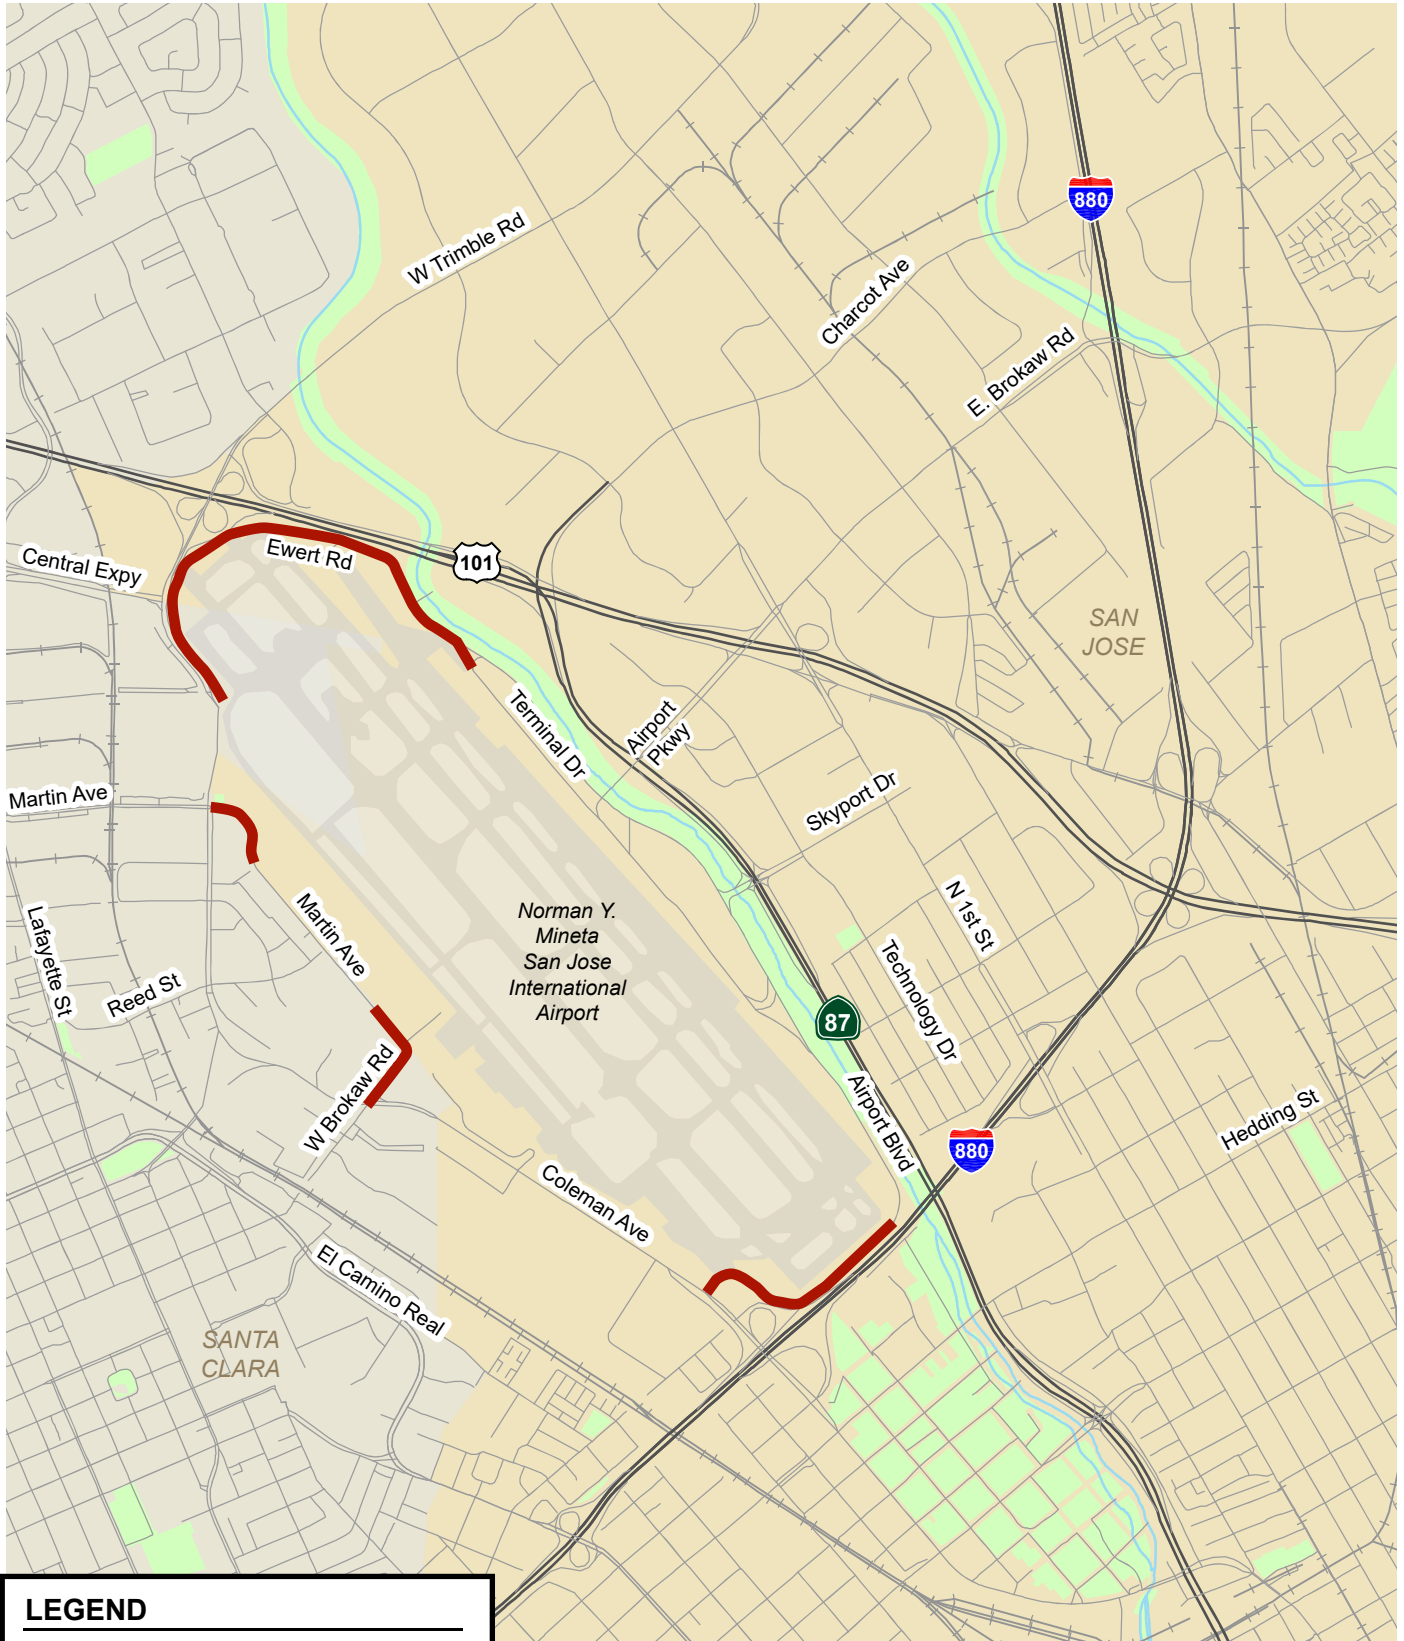 880
W Trimble Rd
Charcot Ave
E. Brokaw Rd
Central Expy
Ewert Rd
101
SAN
JOSE
Terminal Dr
Airport
Pkwy
Skyport Dr
Martin Ave
N 1st St
Lafayette St
Reed St
Martin Ave
Norman Y.
Mineta
San Jose
International
Airport
Technology Dr
87
W Brokaw Rd
Airport Blvd
880
Hedding St
Coleman Ave
El Camino Real
SANTA
CLARA
LEGEND